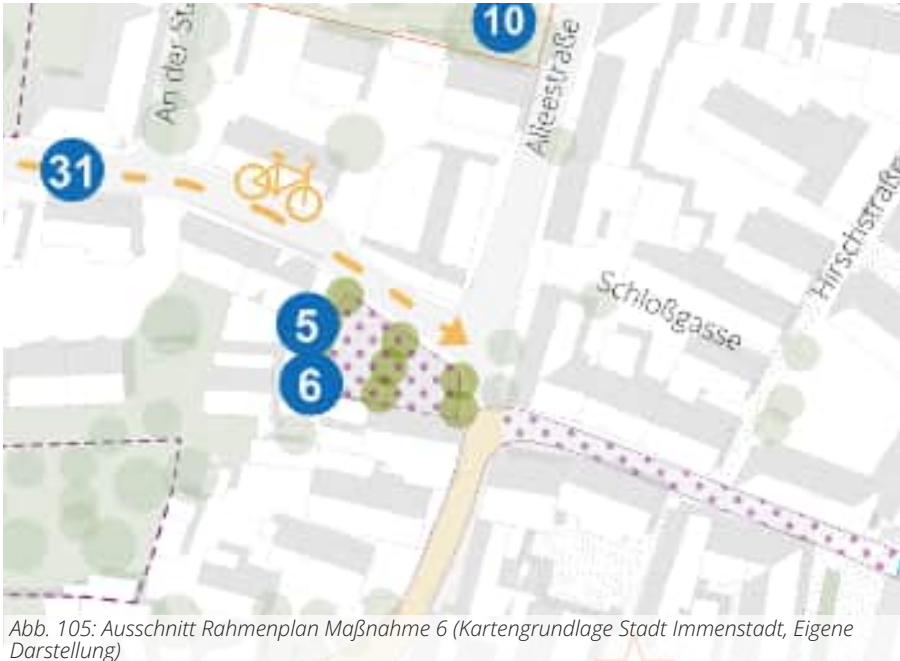 10
An der St
Alleestraße
31
Hirschstraße
Schloßgasse
5
6
Abb. 105: Ausschnitt Rahmenplan Maßnahme 6 (Kartengrundlage Stadt Immenstadt, Eigene
Darstellung)